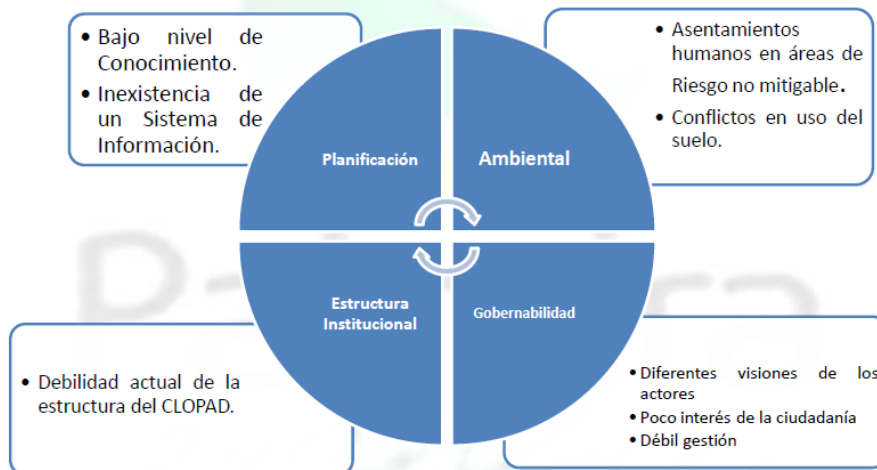 • Bajo nivel de
Conocimiento.
• Inexistencia de
un Sistema de
Información.
• Asentamientos
humanos en áreas de
Riesgo no mitigable.
• Conflictos en uso del
suelo.
Planificación
Ambiental
Estructura
Institucional
Gobernabilidad
• Debilidad actual de la
estructura del CLOPAD.
• Diferentes visiones de los
actores
• Poco interés de la ciudadanía
• Débil gestión